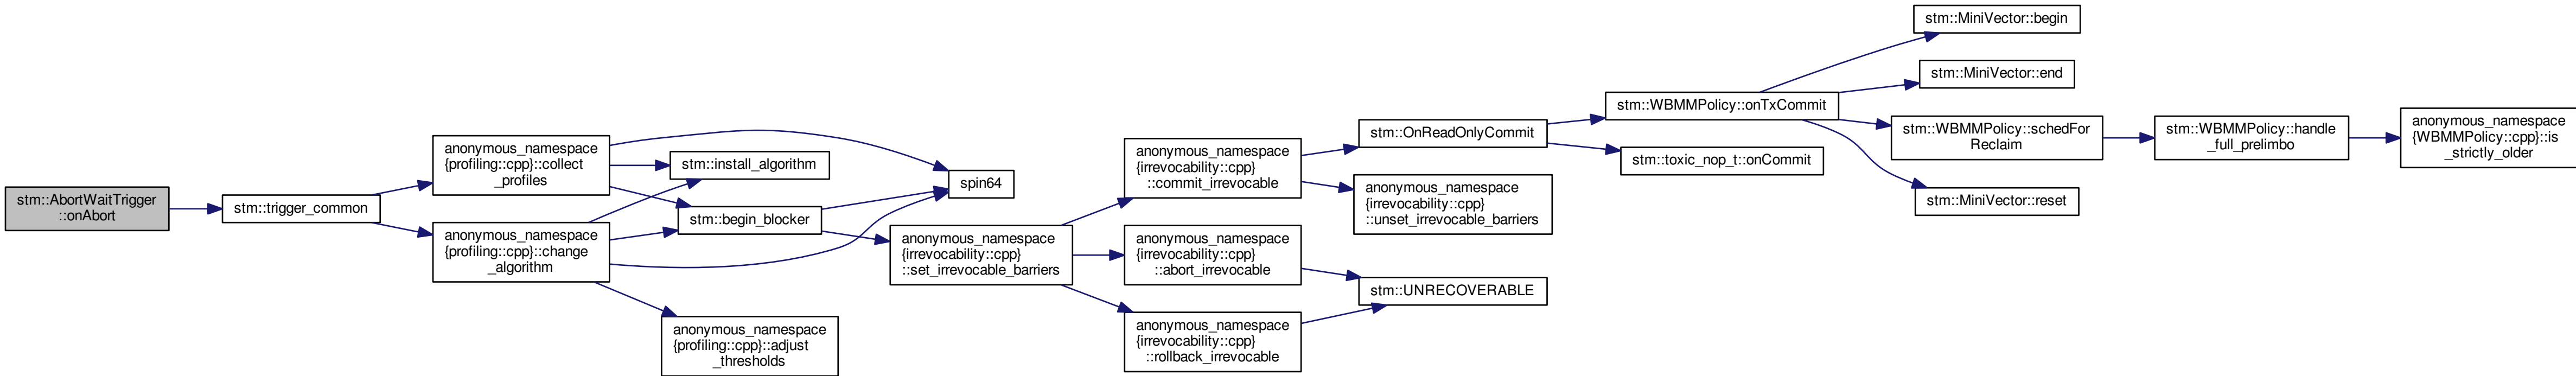 stm::AbortWaitTrigger
::onAbort
stm::trigger_common
anonymous_namespace
{profiling::cpp}::collect
_profiles
anonymous_namespace
{profiling::cpp}::change
_algorithm
stm::install_algorithm
stm::begin_blocker
anonymous_namespace
{profiling::cpp}::adjust
_thresholds
spin64
anonymous_namespace
{irrevocability::cpp}
::set_irrevocable_barriers
anonymous_namespace
{irrevocability::cpp}
::commit_irrevocable
anonymous_namespace
{irrevocability::cpp}
::abort_irrevocable
anonymous_namespace
{irrevocability::cpp}
::rollback_irrevocable
stm::OnReadOnlyCommit
anonymous_namespace
{irrevocability::cpp}
::unset_irrevocable_barriers
stm::UNRECOVERABLE
stm::WBMMPolicy::onTxCommit
stm::toxic_nop_t::onCommit
stm::MiniVector::begin
stm::MiniVector::end
stm::WBMMPolicy::schedFor
Reclaim
stm::MiniVector::reset
stm::WBMMPolicy::handle
_full_prelimbo
anonymous_namespace
{WBMMPolicy::cpp}::is
_strictly_older